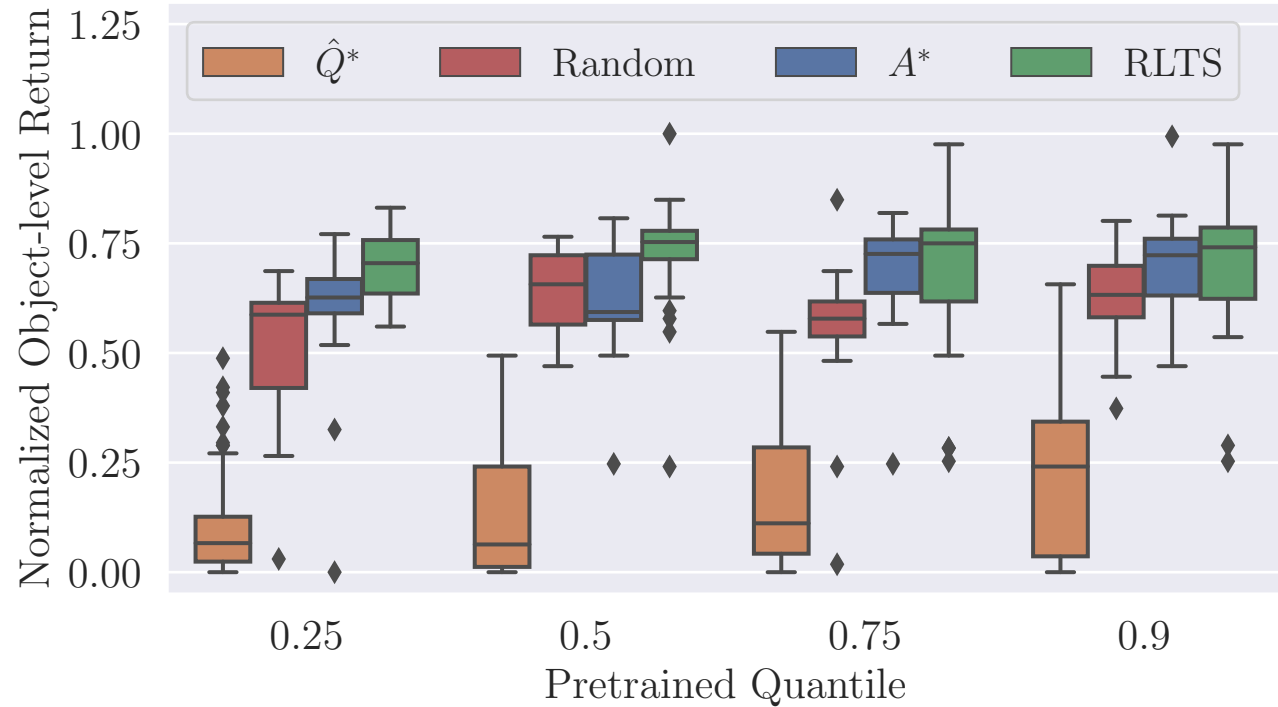 Normalized Object-level Return
1.25
1.00
0.75
0.50
0.25
0.00
Q̂* Random A* RLTS
0.25 0.5 0.75 0.9
Pretrained Quantile